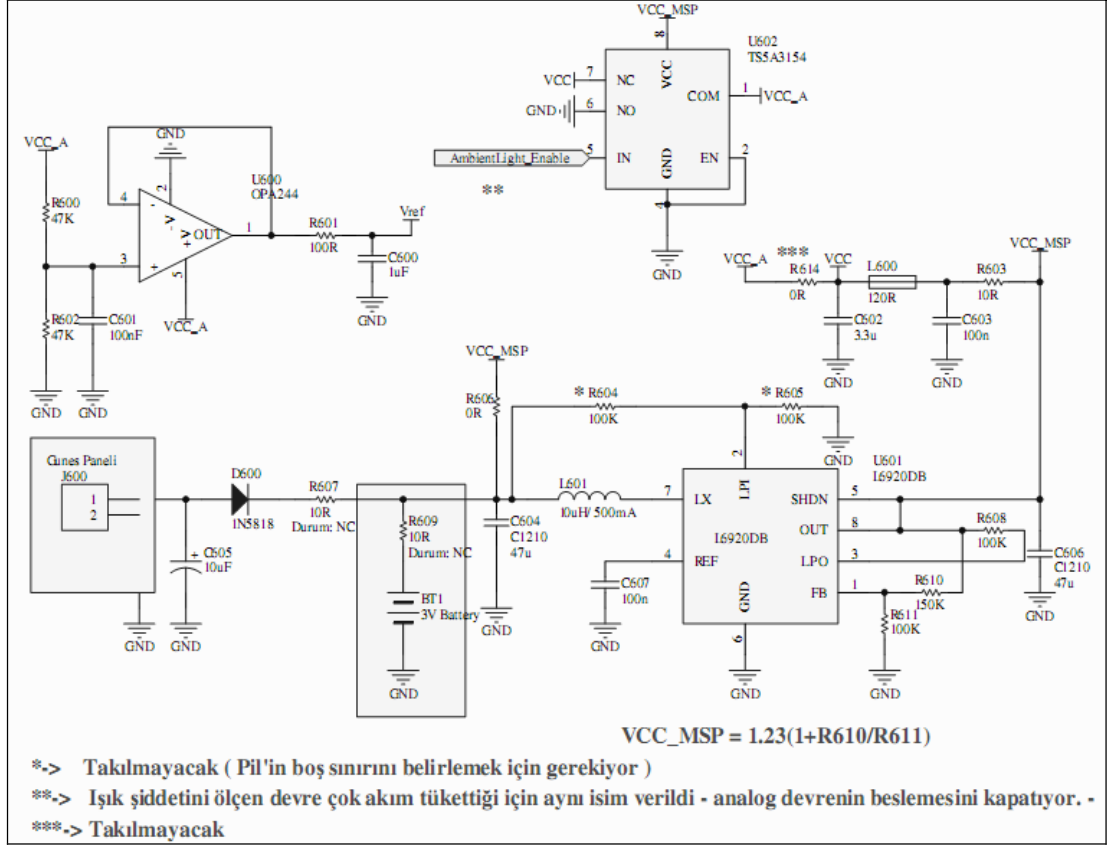 VCC_MSP
8
U602
TS5A3154
VCC
7
NC
VCC
COM
1
VCC_A
GND
6
NO
AmbientLight_Enable
5
IN
GND
EN
2
**
4
GND
VCC_A
GND
R600
47K
4
-
2
-V
+V
OUT
U600
OPA244
1
R601
100R
Vref
C600
1uF
GND
3
+
5
VCC_A
R602
47K
C601
100nF
GND
GND
VCC_A
***
R614
0R
VCC
L600
120R
R603
10R
VCC_MSP
C602
3.3u
GND
C603
100n
GND
VCC_MSP
R606
0R
* R604
100K
* R605
100K
GND
Gunes Paneli
J600
1
2
GND
D600
1N5818
C605
+
10uF
GND
R607
10R
Durum: NC
R609
10R
Durum: NC
BT1
3V Battery
GND
C604
C1210
47u
GND
L601
10uH/ 500mA
U601
L6920DB
2
7
LX
LPI
SHDN
5
OUT
8
L6920DB
4
REF
LPO
3
FB
1
GND
6
GND
C607
100n
GND
R608
100K
R610
150K
R611
100K
GND
C606
C1210
47u
GND
VCC_MSP = 1.23(1+R610/R611)
*-> Takılmayacak ( Pil'in boş sınırını belirlemek için gerekiyor )
**-> Işık şiddetini ölçen devre çok akım tükettiği için aynı isim verildi - analog devrenin beslemesini kapatıyor. -
***-> Takılmayacak